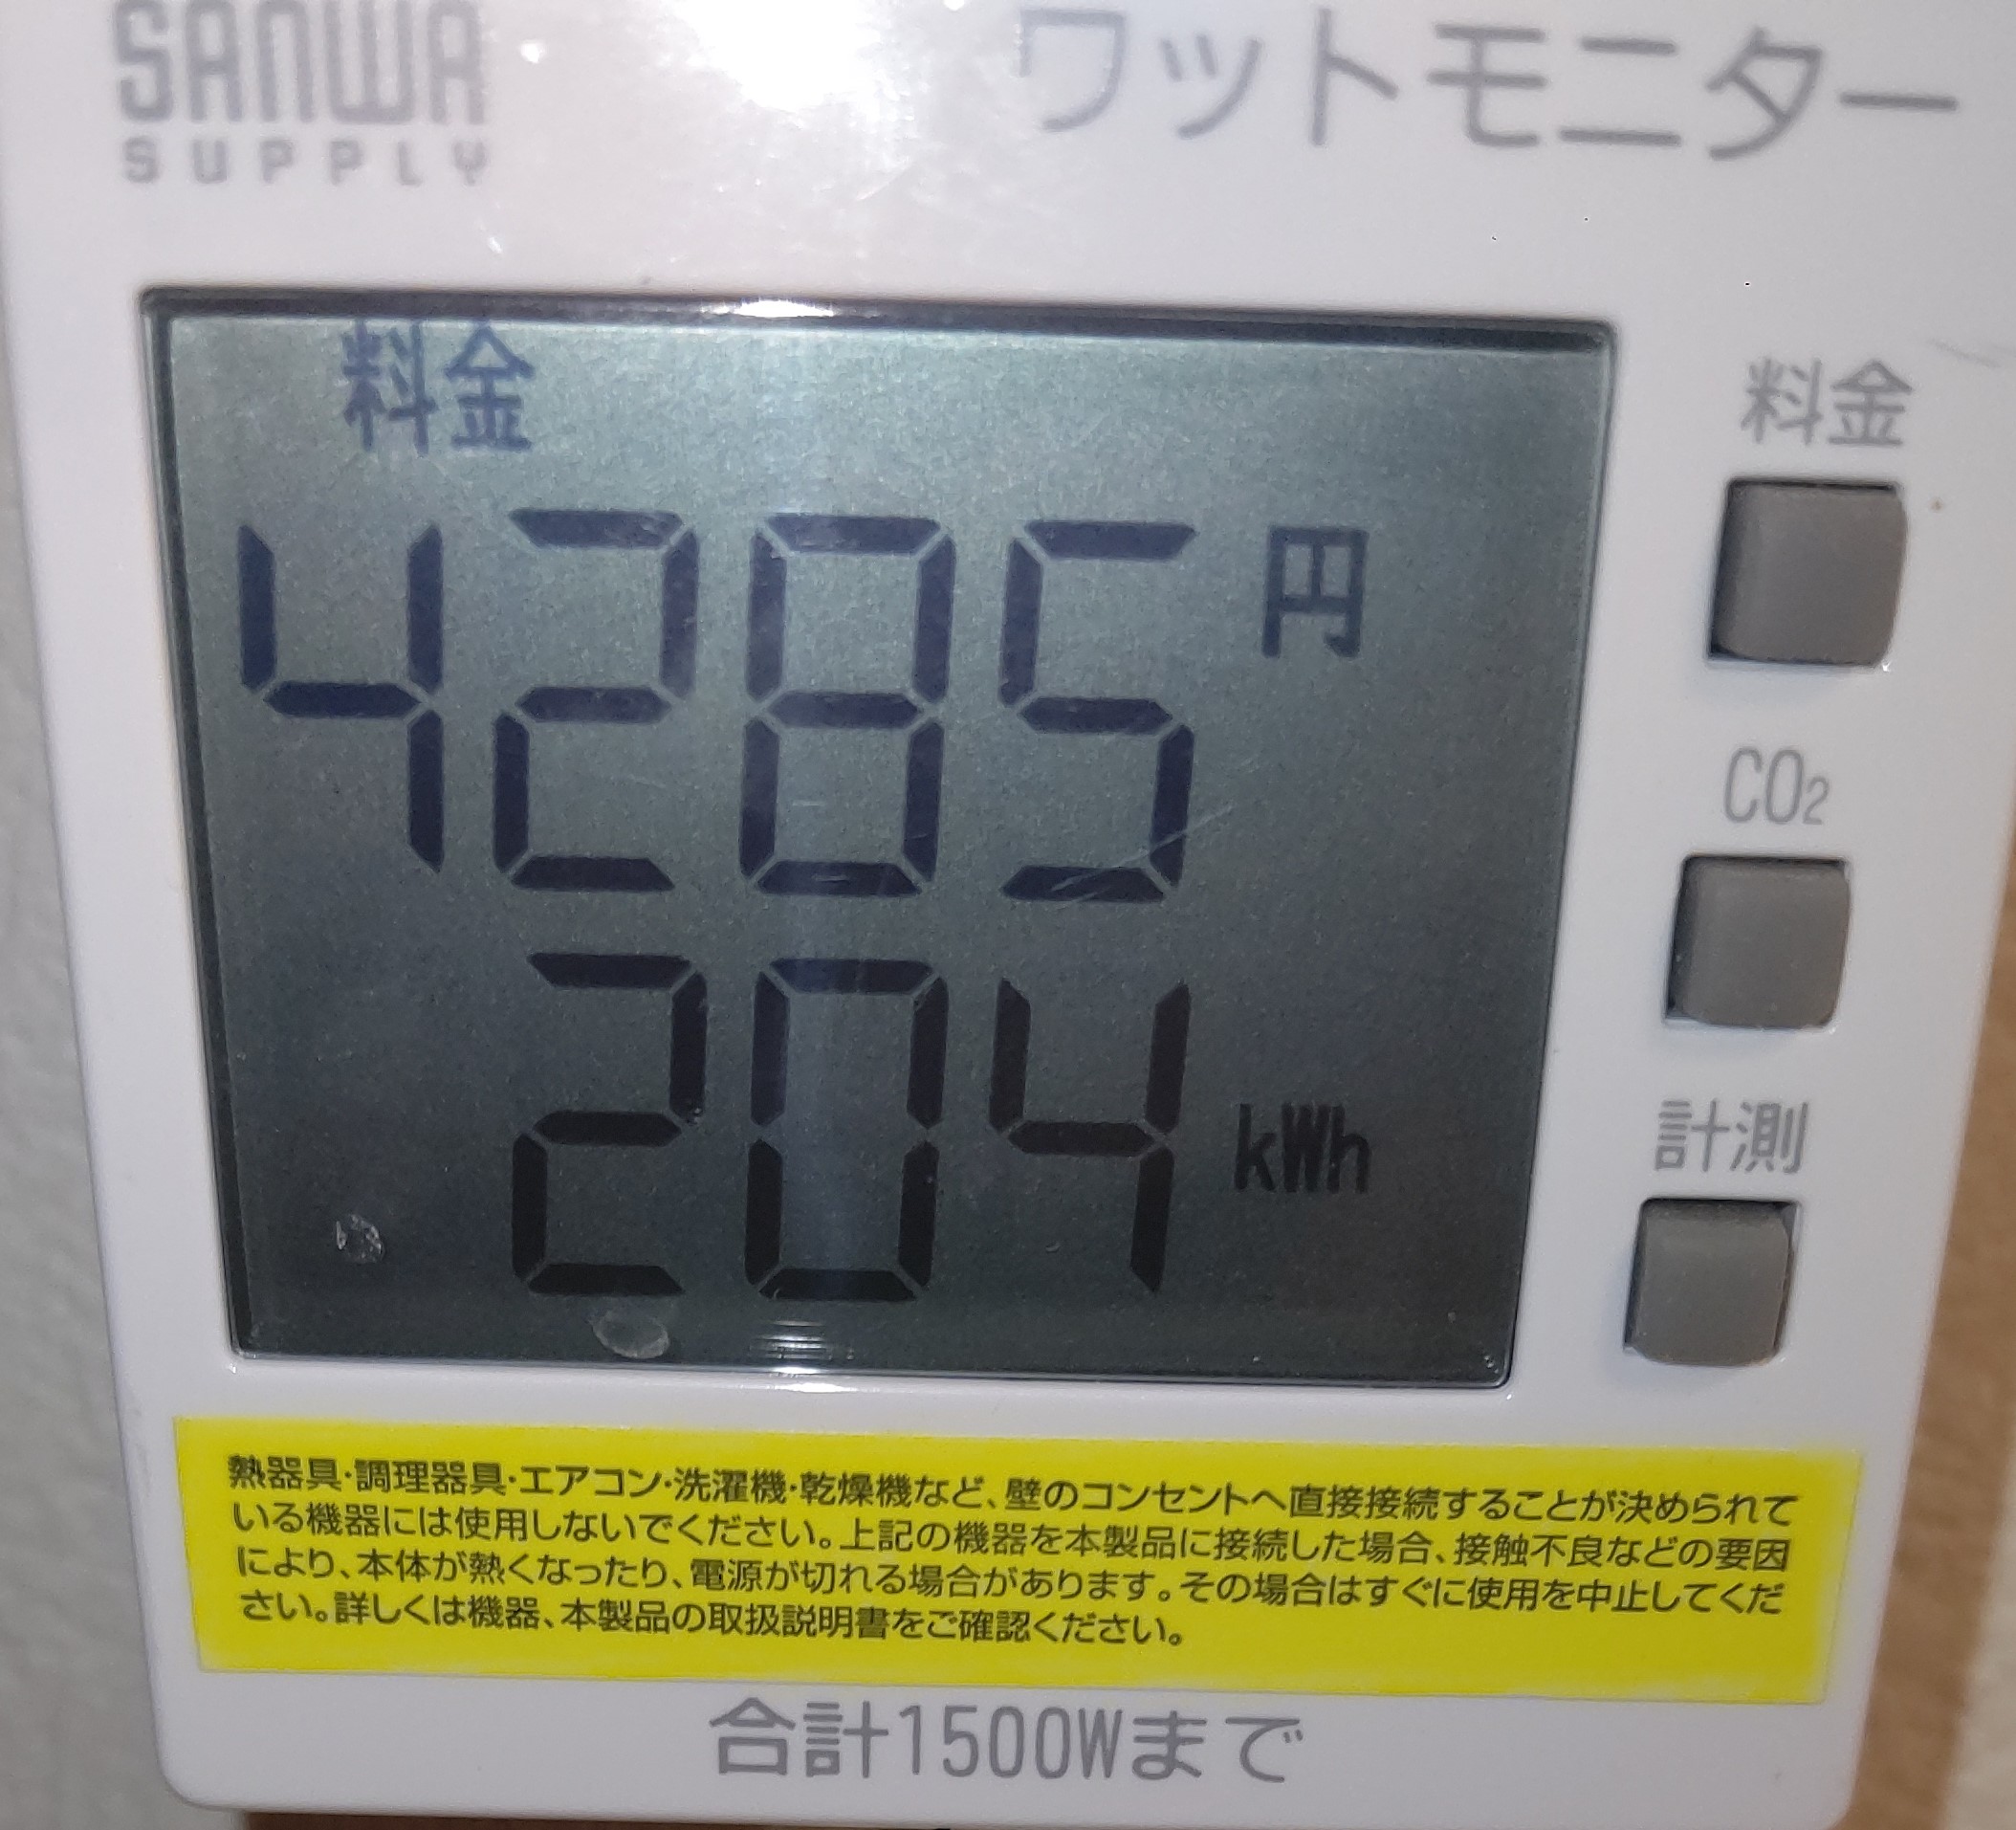 SANWA
SUPPLY
ワットモニター
料金
4285円
204kWh
料金
CO₂
計測
熱器具・調理器具・エアコン・洗濯機・乾燥機など、壁のコンセントへ直接接続することが決められて
いる機器には使用しないでください。上記の機器を本製品に接続した場合、接触不良などの要因
により、本体が熱くなったり、電源が切れる場合があります。その場合はすぐに使用を中止してくだ
さい。詳しくは機器、本製品の取扱説明書をご確認ください。
合計1500Wまで